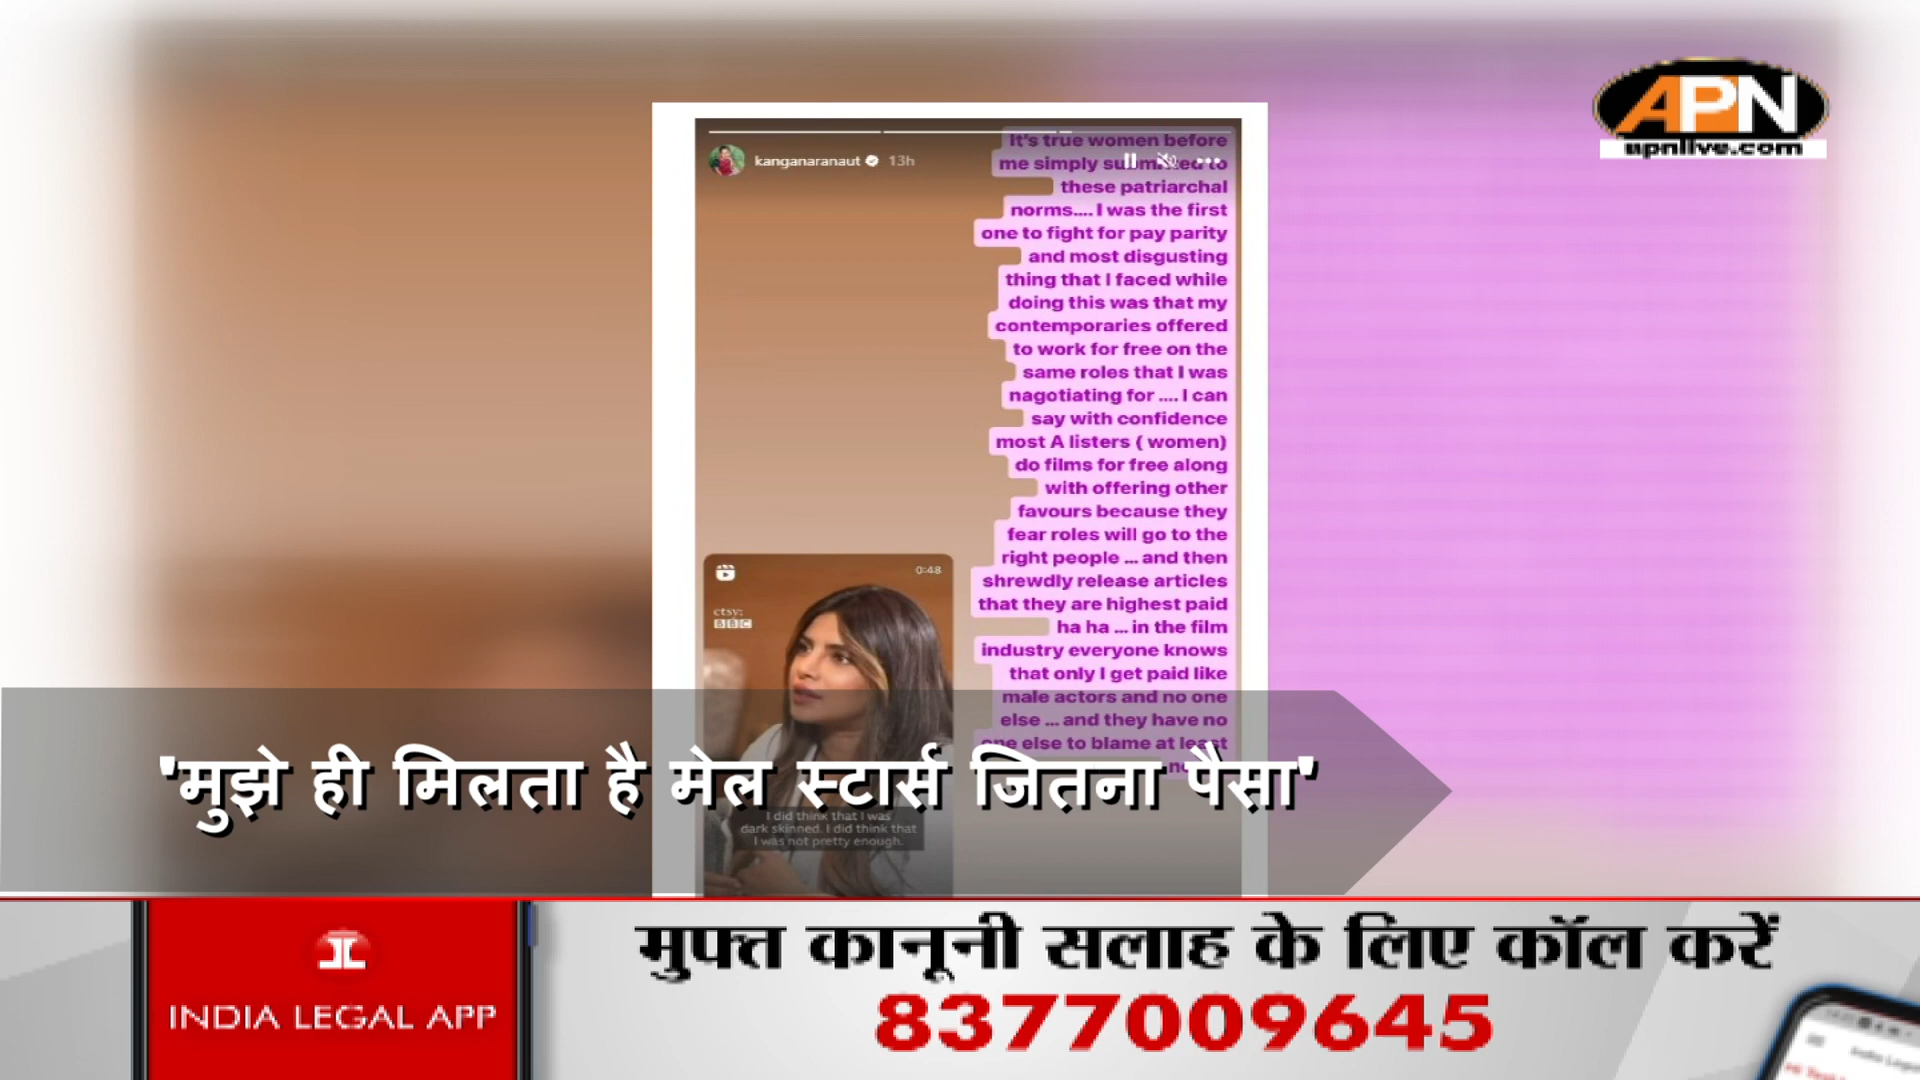 APN
upnlive.com
kanganaranaut
13h
It's true women before
me simply submitted to
these patriarchal
norms.... I was the first
one to fight for pay parity
and most disgusting
thing that I faced while
doing this was that my
contemporaries offered
to work for free on the
same roles that I was
nagotiating for .... I can
say with confidence
most A listers ( women)
do films for free along
with offering other
favours because they
fear roles will go to the
right people ... and then
shrewdly release articles
that they are highest paid
ha ha ... in the film
industry everyone knows
that only I get paid like
male actors and no one
else ... and they have no
one else to blame at least
0:48
ctsy:
BBC
'मुझे ही मिलता है मेल स्टार्स जितना पैसा'
I did think that I was
dark skinned. I did think that
I was not pretty enough.
INDIA LEGAL APP
मुफ्त कानूनी सलाह के लिए कॉल करें
8377009645